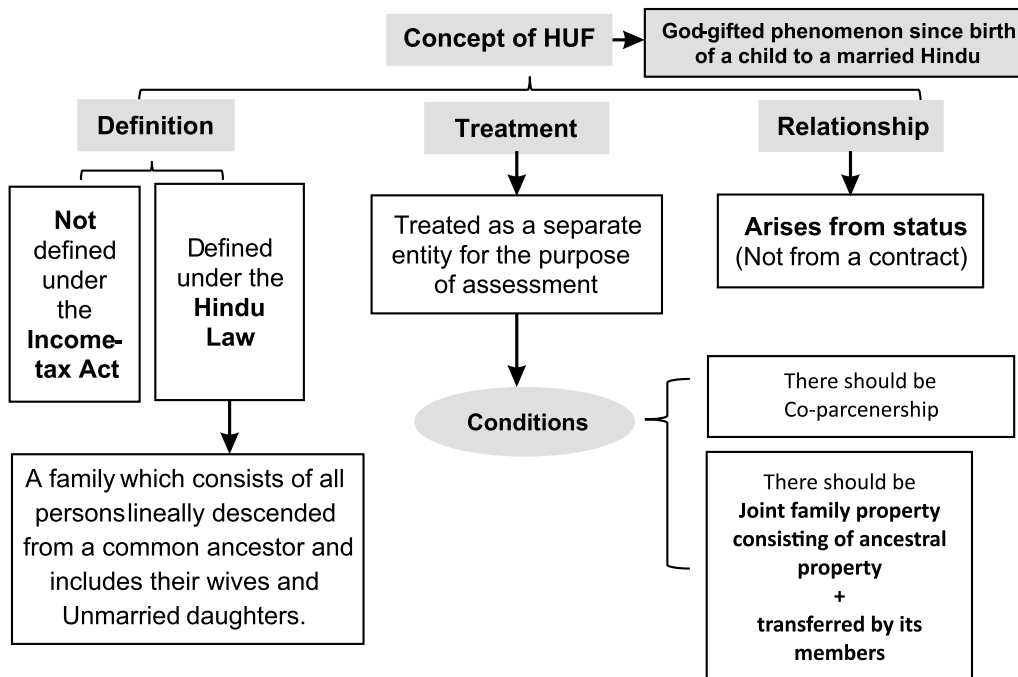 Concept of HUF
God-gifted phenomenon since birth
of a child to a married Hindu
Definition
Treatment
Relationship
Not
defined
under
the
Income-
tax Act
Defined
under the
Hindu
Law
Treated as a separate
entity for the purpose
of assessment
Arises from status
(Not from a contract)
Conditions
There should be
Co-parcenership
A family which consists of all
persons lineally descended
from a common ancestor and
includes their wives and
Unmarried daughters.
There should be
Joint family property
consisting of ancestral
property
+
transferred by its
members